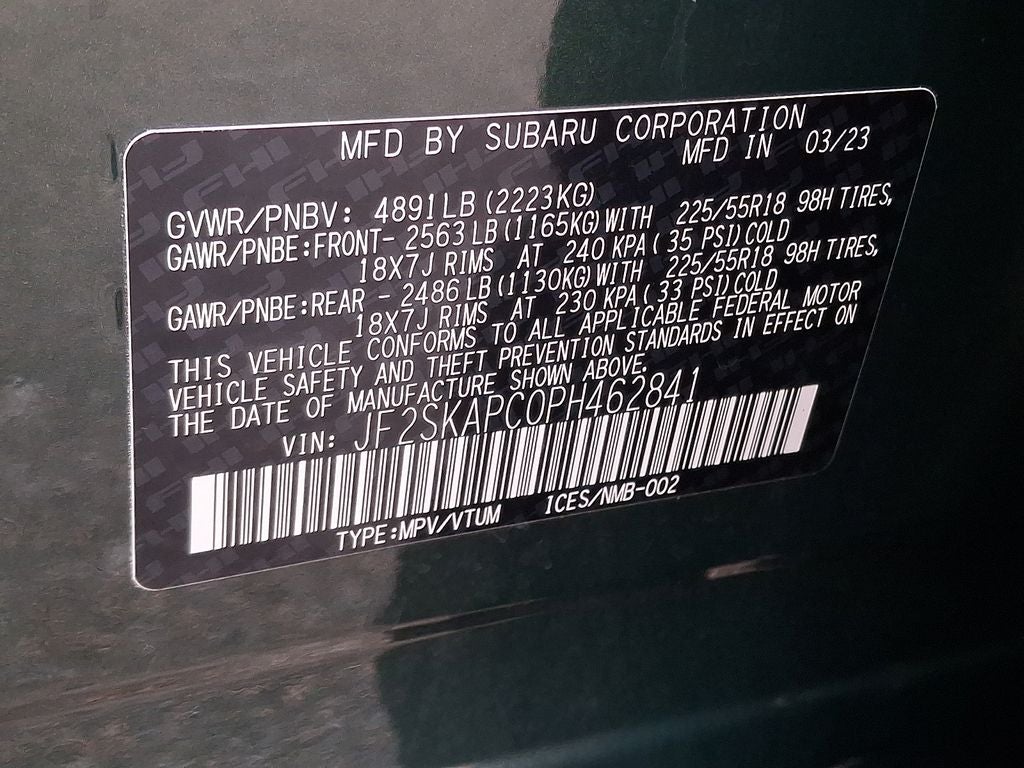 MFD BY SUBARU CORPORATION
MFD IN 03/23
GVWR/PNBV: 4891LB (2223KG)
GAWR/PNBE:FRONT- 2563LB(1165KG)WITH 225/55R18 98H TIRES,
18X7J RIMS AT 240 KPA( 35 PSI)COLD
GAWR/PNBE:REAR - 2486LB(1130KG)WITH 225/55R18 98H TIRES,
18X7J RIMS AT 230 KPA( 33 PSI)COLD
THIS VEHICLE CONFORMS TO ALL APPLICABLE FEDERAL MOTOR
VEHICLE SAFETY AND THEFT PREVENTION STANDARDS IN EFFECT ON
THE DATE OF MANUFACTURE SHOWN ABOVE.
VIN: JF2SKAPC0PH462841
TYPE:MPV/VTUM ICES/NMB-002